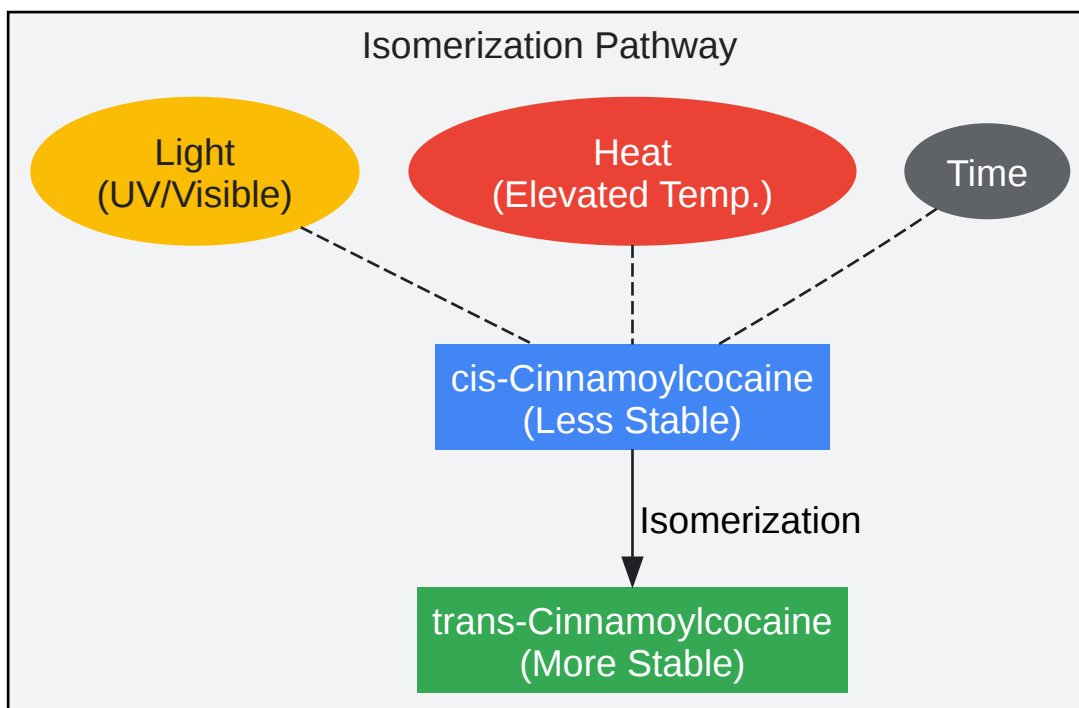 Isomerization Pathway
Light
(UV/Visible)
Heat
(Elevated Temp.)
Time
cis-Cinnamoylcocaine
(Less Stable)
Isomerization
trans-Cinnamoylcocaine
(More Stable)